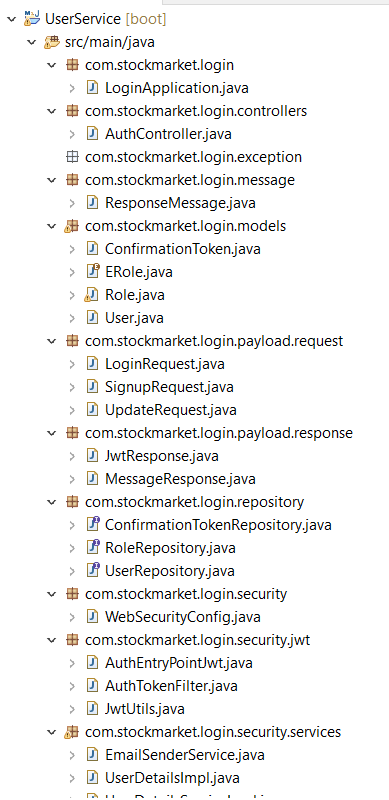 UserService [boot]
src/main/java
com.stockmarket.login
LoginApplication.java
com.stockmarket.login.controllers
AuthController.java
com.stockmarket.login.exception
com.stockmarket.login.message
ResponseMessage.java
com.stockmarket.login.models
ConfirmationToken.java
ERole.java
Role.java
User.java
com.stockmarket.login.payload.request
LoginRequest.java
SignupRequest.java
UpdateRequest.java
com.stockmarket.login.payload.response
JwtResponse.java
MessageResponse.java
com.stockmarket.login.repository
ConfirmationTokenRepository.java
RoleRepository.java
UserRepository.java
com.stockmarket.login.security
WebSecurityConfig.java
com.stockmarket.login.security.jwt
AuthEntryPointJwt.java
AuthTokenFilter.java
JwtUtils.java
com.stockmarket.login.security.services
EmailSenderService.java
UserDetailsImpl.java